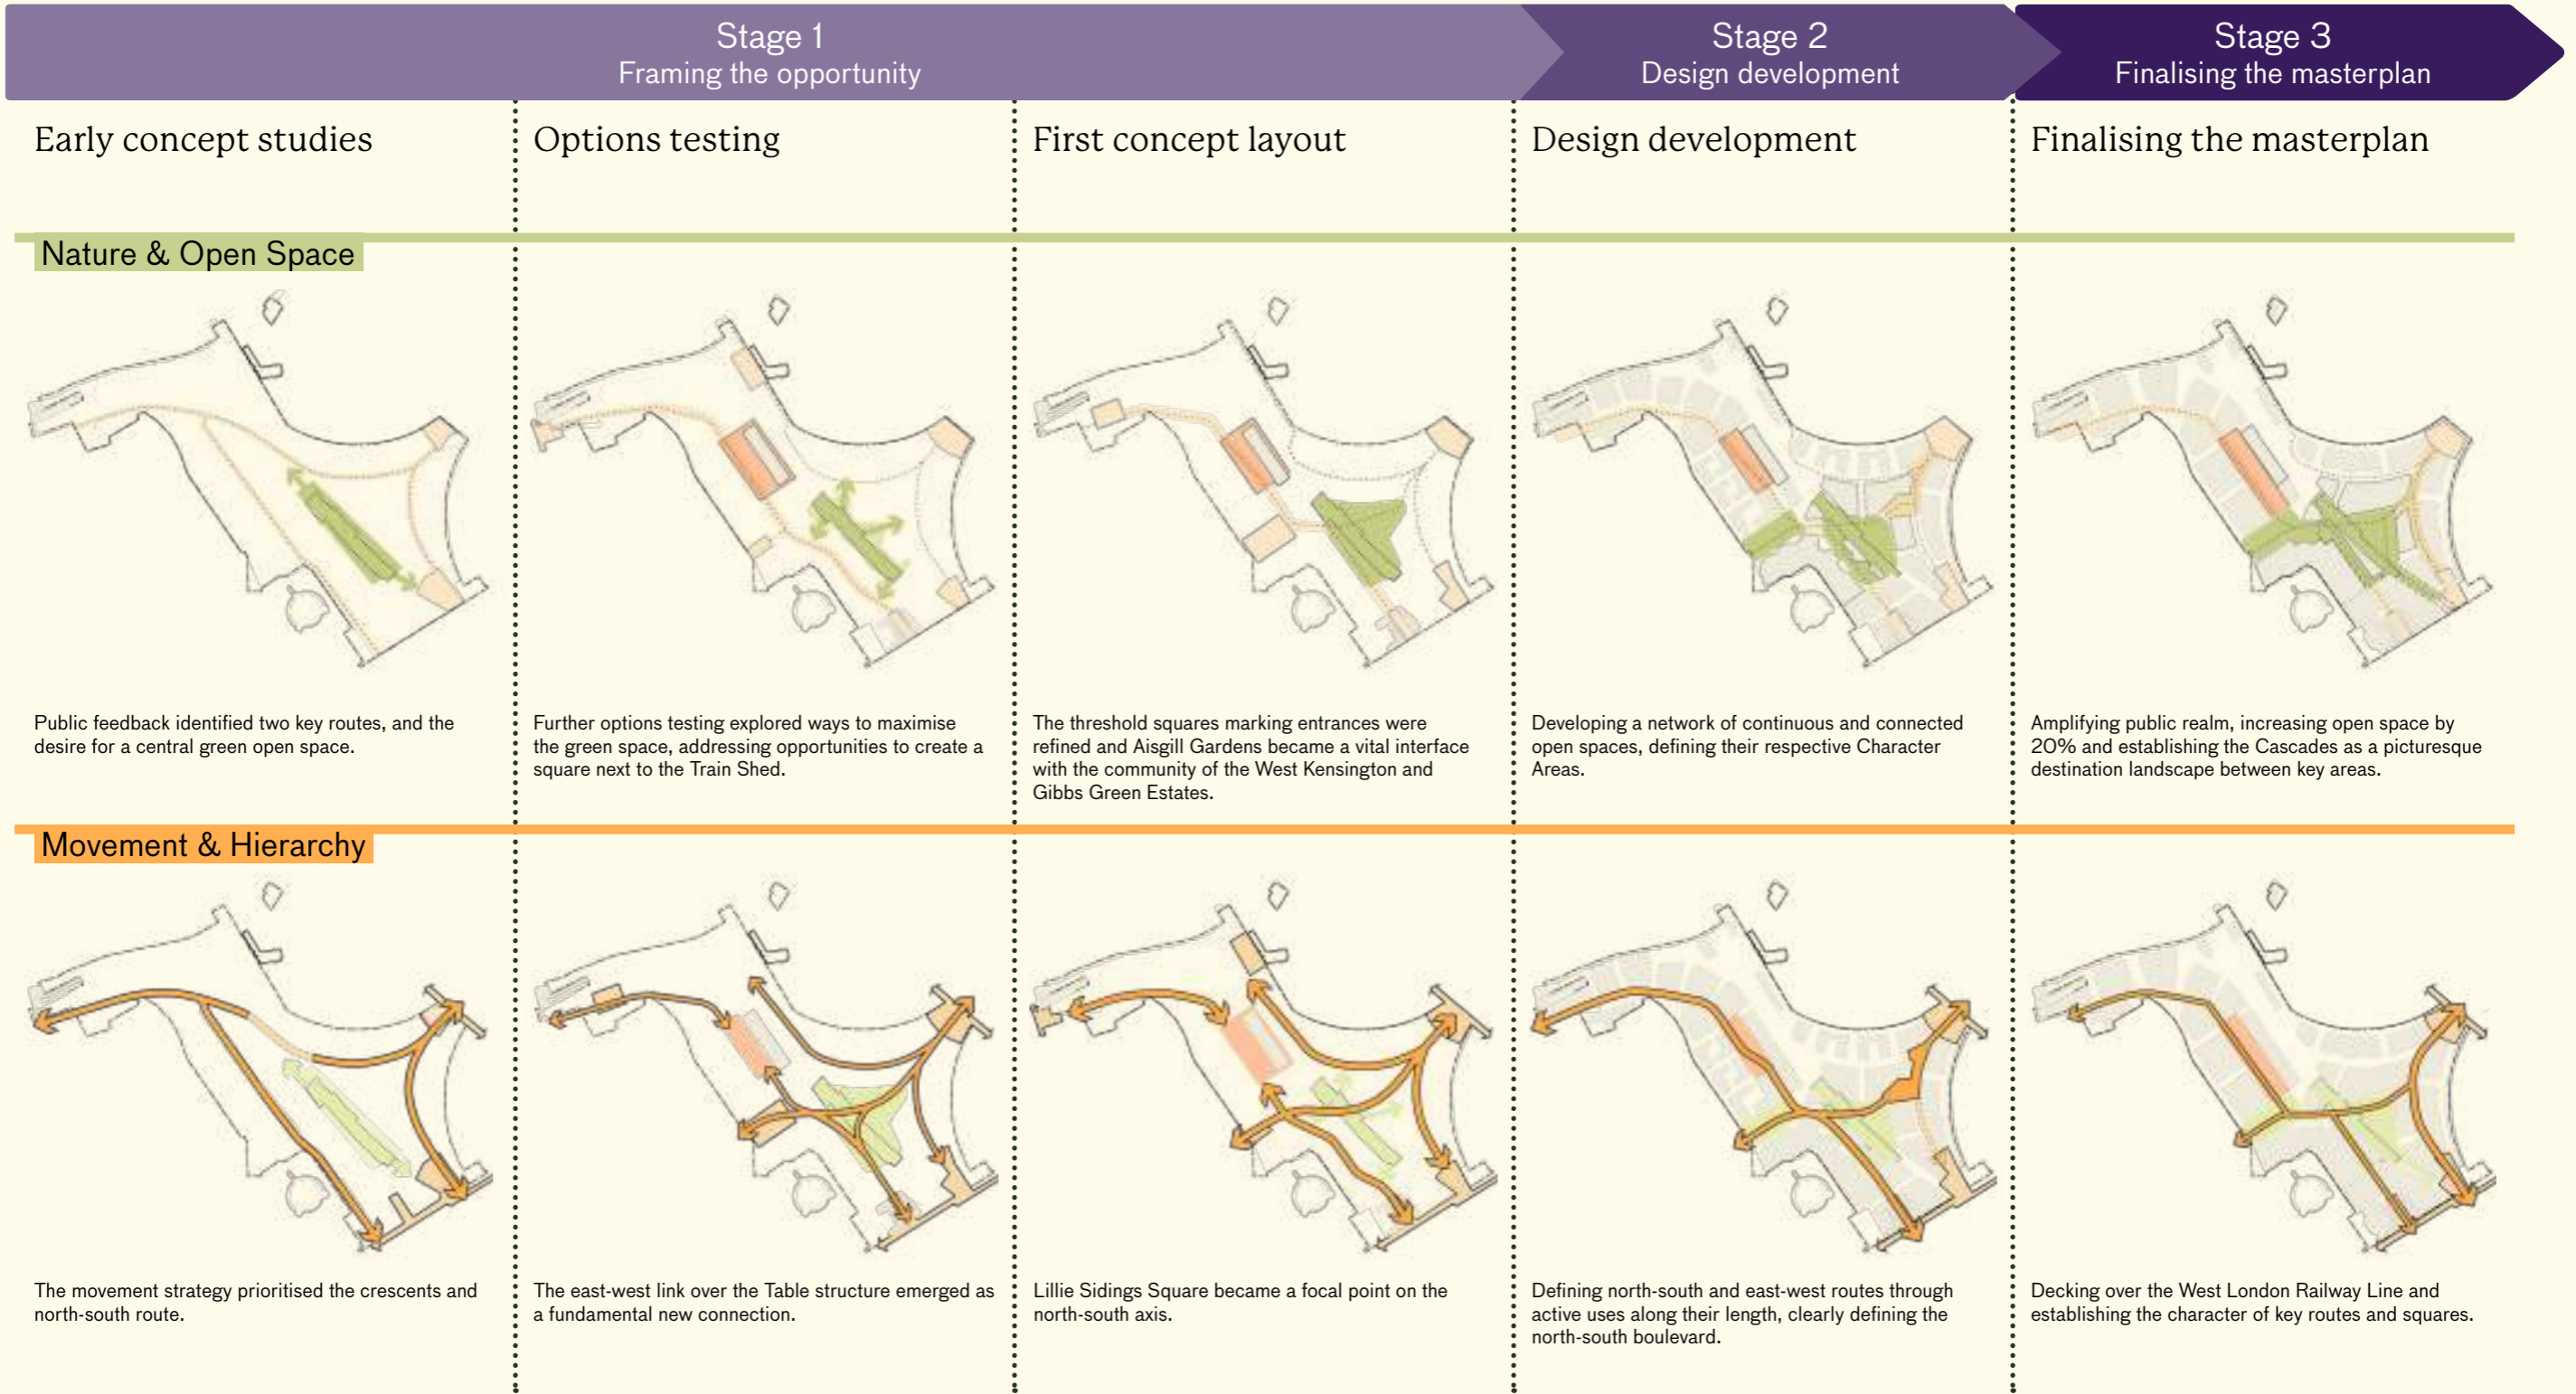 Stage 1
Framing the opportunity
Stage 2
Design development
Stage 3
Finalising the masterplan
Early concept studies
Options testing
First concept layout
Design development
Finalising the masterplan
Nature & Open Space
Public feedback identified two key routes, and the
desire for a central green open space.
Further options testing explored ways to maximise
the green space, addressing opportunities to create a
square next to the Train Shed.
The threshold squares marking entrances were
refined and Aisgill Gardens became a vital interface
with the community of the West Kensington and
Gibbs Green Estates.
Developing a network of continuous and connected
open spaces, defining their respective Character
Areas.
Amplifying public realm, increasing open space by
20% and establishing the Cascades as a picturesque
destination landscape between key areas.
Movement & Hierarchy
The movement strategy prioritised the crescents and
north-south route.
The east-west link over the Table structure emerged as
a fundamental new connection.
Lillie Sidings Square became a focal point on the
north-south axis.
Defining north-south and east-west routes through
active uses along their length, clearly defining the
north-south boulevard.
Decking over the West London Railway Line and
establishing the character of key routes and squares.